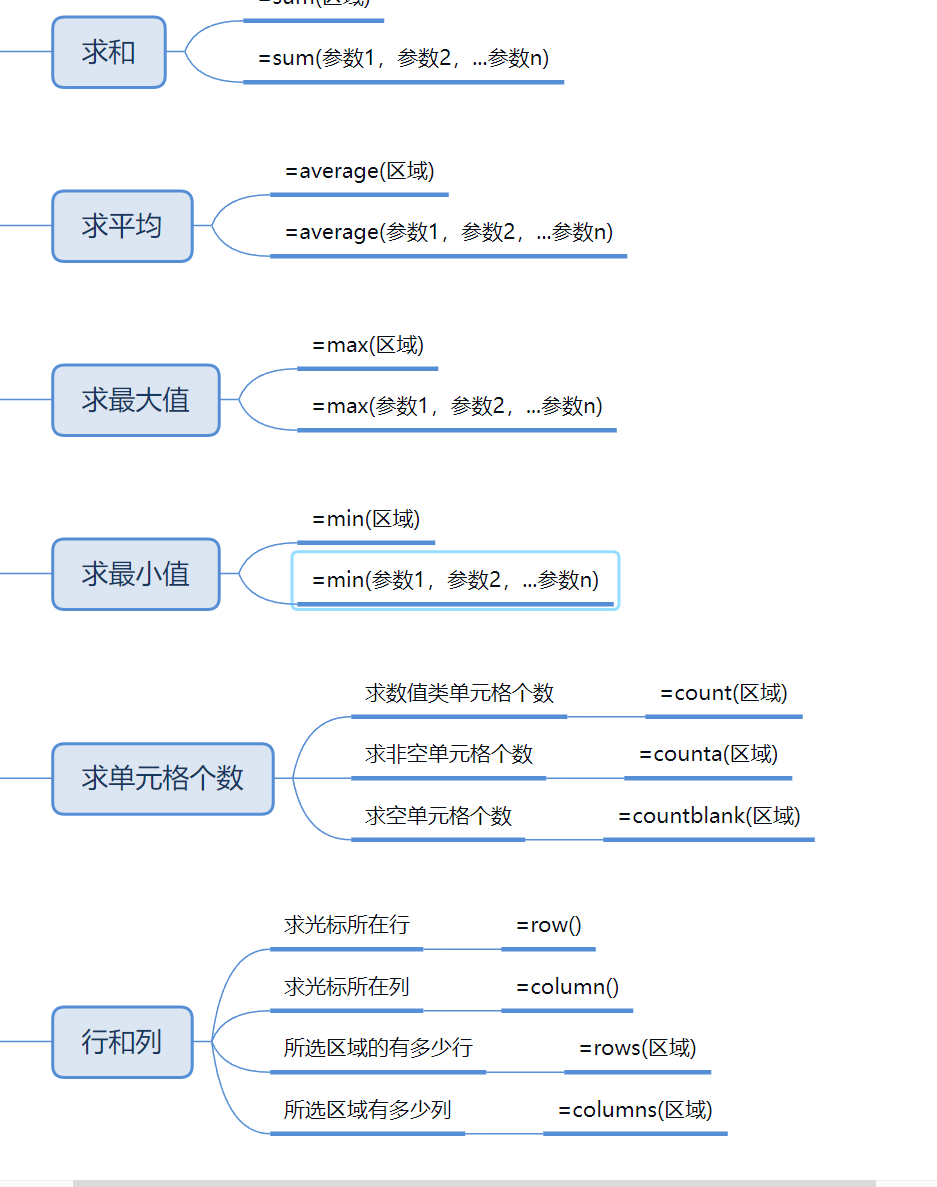 =sum(区域)
求和
=sum(参数1，参数2，...参数n)
=average(区域)
求平均
=average(参数1，参数2，...参数n)
=max(区域)
求最大值
=max(参数1，参数2，...参数n)
=min(区域)
求最小值
=min(参数1，参数2，...参数n)
求数值类单元格个数 =count(区域)
求非空单元格个数 =counta(区域)
求单元格个数
求空单元格个数 =countblank(区域)
求光标所在行 =row()
求光标所在列 =column()
行和列
所选区域的有多少行 =rows(区域)
所选区域有多少列 =columns(区域)